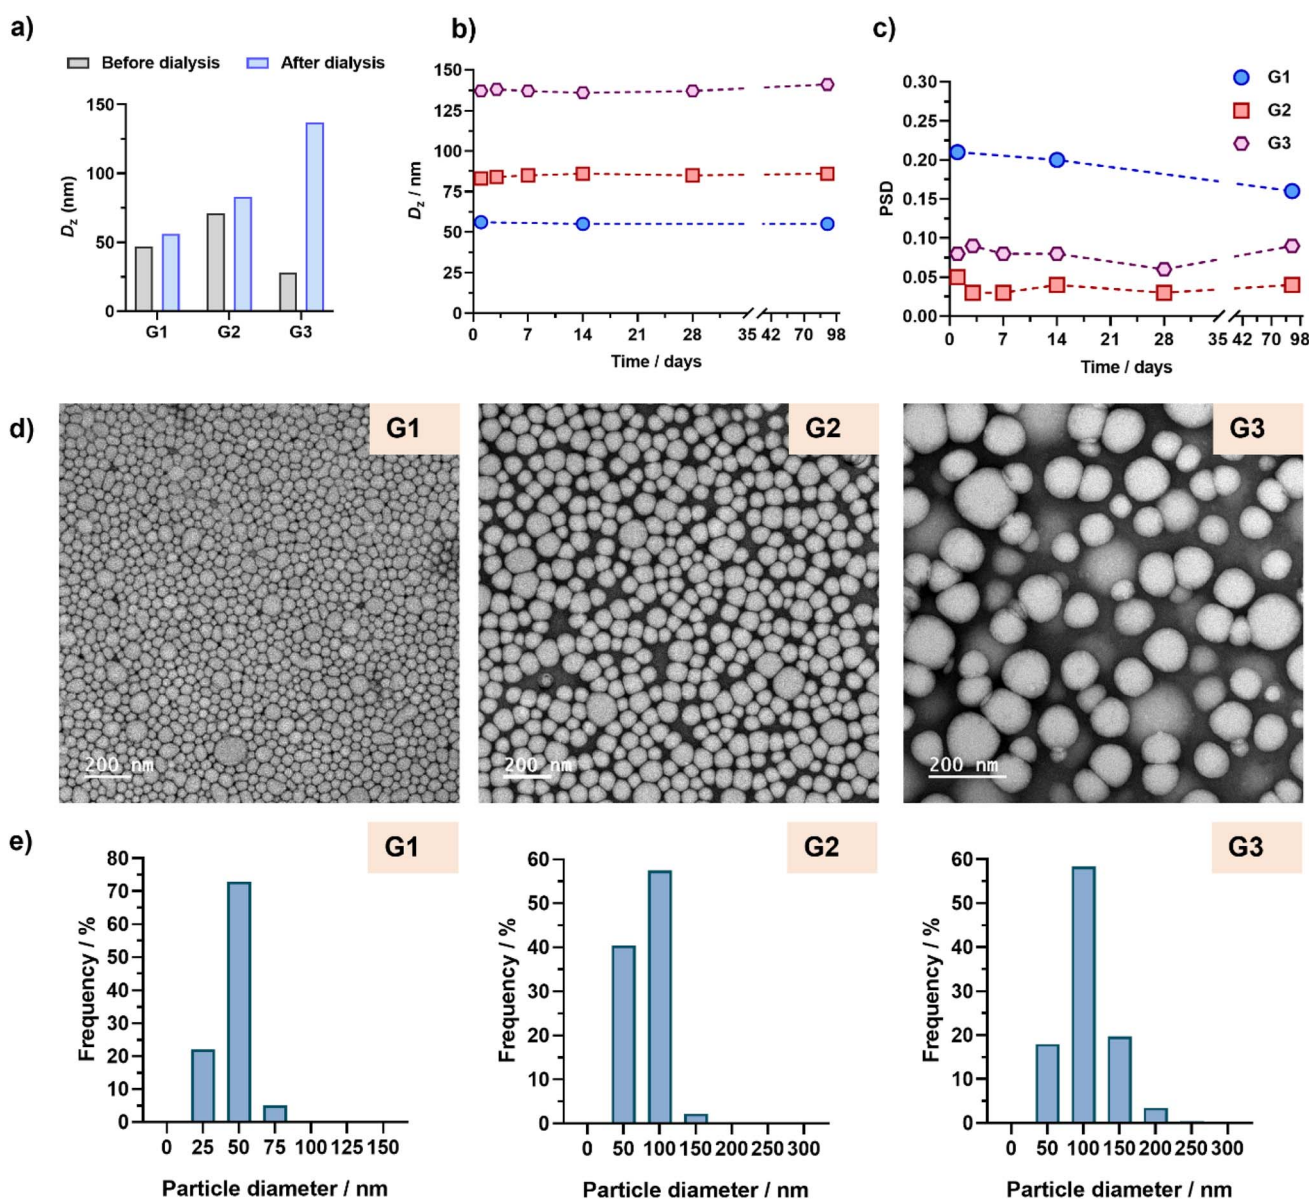 a)
Before dialysis After dialysis
Dz (nm)
150
100
50
0
G1 G2 G3
b)
Dz / nm
150
125
100
75
50
25
0
0 7 14 21 28 35 42 70 98
Time / days
c)
G1
G2
G3
PSD
0.30
0.25
0.20
0.15
0.10
0.05
0.00
0 7 14 21 28 35 42 70 98
Time / days
d)
G1
200 nm
G2
200 nm
G3
200 nm
e)
G1
Frequency / %
80
70
60
50
40
30
20
10
0
0 25 50 75 100 125 150
Particle diameter / nm
G2
Frequency / %
60
50
40
30
20
10
0
0 50 100 150 200 250 300
Particle diameter / nm
G3
Frequency / %
60
50
40
30
20
10
0
0 50 100 150 200 250 300
Particle diameter / nm